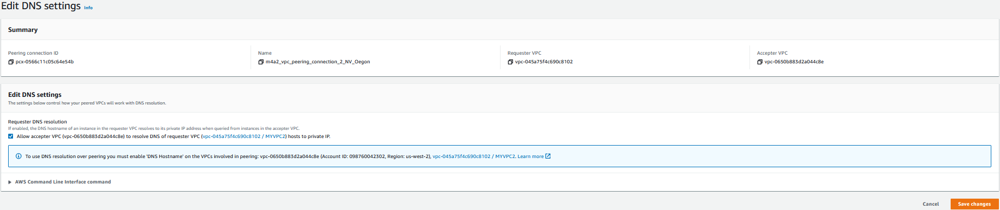 Edit DNS settings Info
Summary
Peering connection ID
pcx-0566c11c05c64e54b
Name
m4a2_vpc_peering_connection_2_NV_Oegon
Requester VPC
vpc-045a75f4c690c8102
Accepter VPC
vpc-0650b883d2a044c8e
Edit DNS settings
The settings below control how your peered VPCs will work with DNS resolution.
Requester DNS resolution
If enabled, the DNS hostname of an instance in the requester VPC resolves to its private IP address when queried from instances in the accepter VPC.
Allow accepter VPC (vpc-0650b883d2a044c8e) to resolve DNS of requester VPC (vpc-045a75f4c690c8102 / MYVPC2) hosts to private IP.
To use DNS resolution over peering you must enable 'DNS Hostname' on the VPCs involved in peering: vpc-0650b883d2a044c8e (Account ID: 098760042302, Region: us-west-2), vpc-045a75f4c690c8102 / MYVPC2. Learn more
AWS Command Line Interface command
Cancel
Save changes